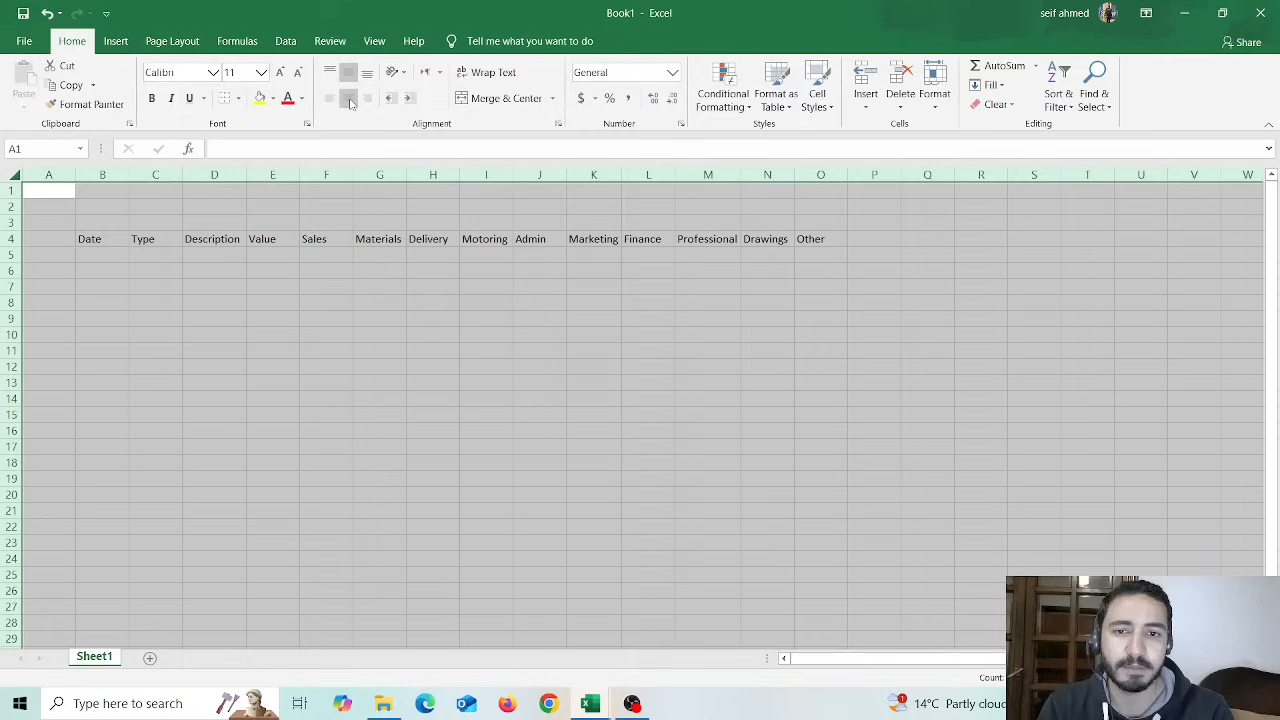 Book1 - Excel
seif ahmed
File Home Insert Page Layout Formulas Data Review View Help Tell me what you want to do
Share
Paste
Cut
Copy
Format Painter
Clipboard
Calibri 11
B I U A
Font
Wrap Text
Merge & Center
Alignment
General
$ % ,
Number
Conditional Formatting
Format as Table
Cell Styles
Styles
Insert Delete Format
Cells
AutoSum
Fill
Clear
Sort & Filter
Find & Select
Editing
A1
fx
A B C D E F G H I J K L M N O P Q R S T U V W
1
2
3
4 Date Type Description Value Sales Materials Delivery Motoring Admin Marketing Finance Professional Drawings Other
5
6
7
8
9
10
11
12
13
14
15
16
17
18
19
20
21
22
23
24
25
26
27
28
29
Sheet1
Count:
Type here to search
1
14°C Partly cloud